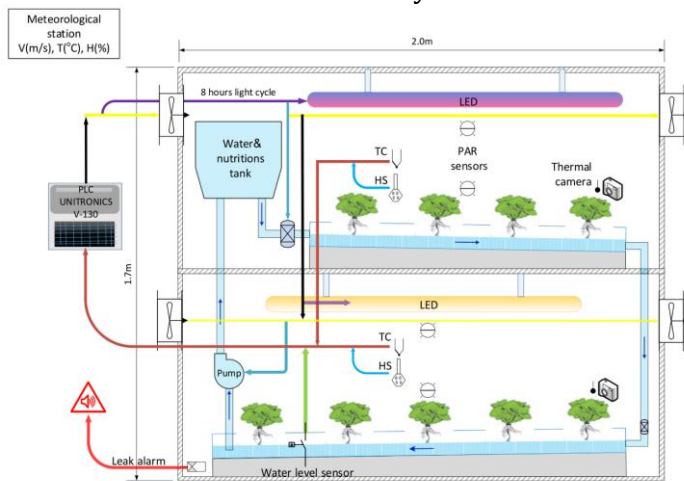 Meteorological
station
V(m/s), T(°C), H(%)
2.0m
8 hours light cycle
LED
Water&
nutritions
tank
TC
HS
PAR
sensors
Thermal
camera
PLC
UNITRONICS
V-130
1.7m
LED
TC
HS
Pump
Leak alarm
Water level sensor